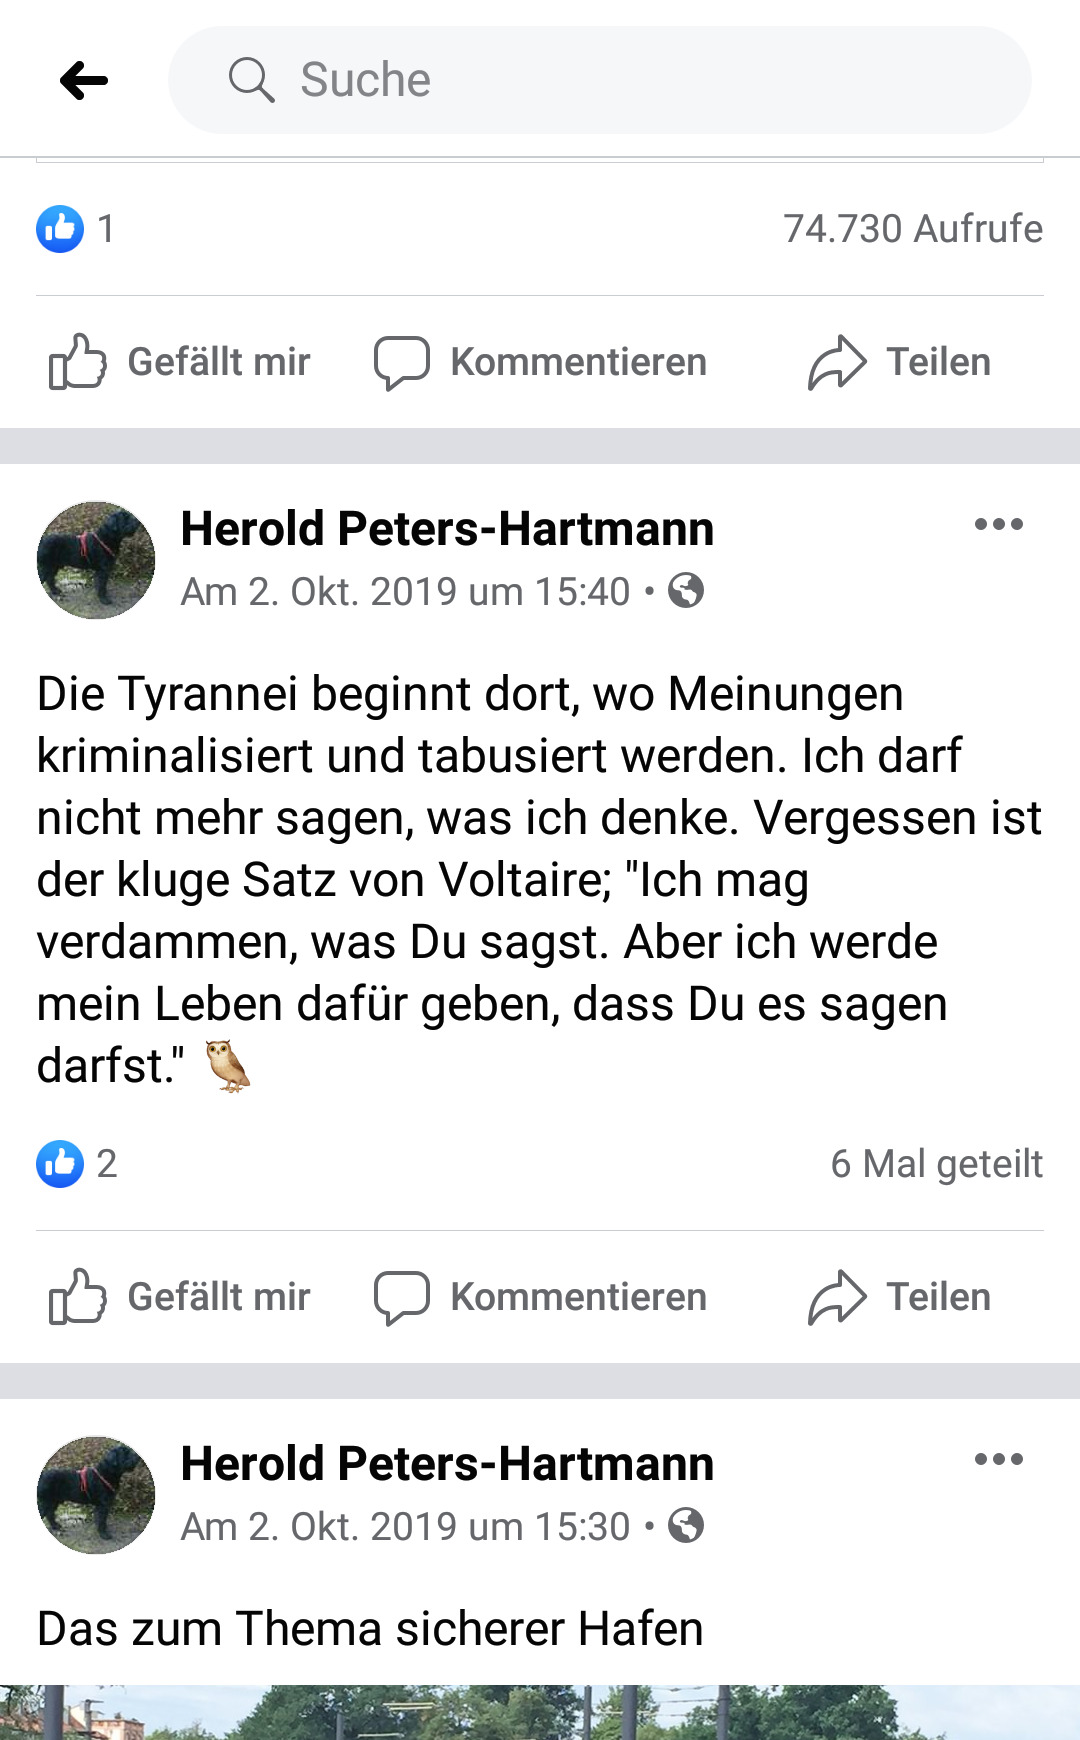 Suche
1
74.730 Aufrufe
Gefällt mir
Kommentieren
Teilen
Herold Peters-Hartmann
Am 2. Okt. 2019 um 15:40 •
Die Tyrannei beginnt dort, wo Meinungen
kriminalisiert und tabusiert werden. Ich darf
nicht mehr sagen, was ich denke. Vergessen ist
der kluge Satz von Voltaire; "Ich mag
verdammen, was Du sagst. Aber ich werde
mein Leben dafür geben, dass Du es sagen
darfst." 🦉
2
6 Mal geteilt
Gefällt mir
Kommentieren
Teilen
Herold Peters-Hartmann
Am 2. Okt. 2019 um 15:30 •
Das zum Thema sicherer Hafen